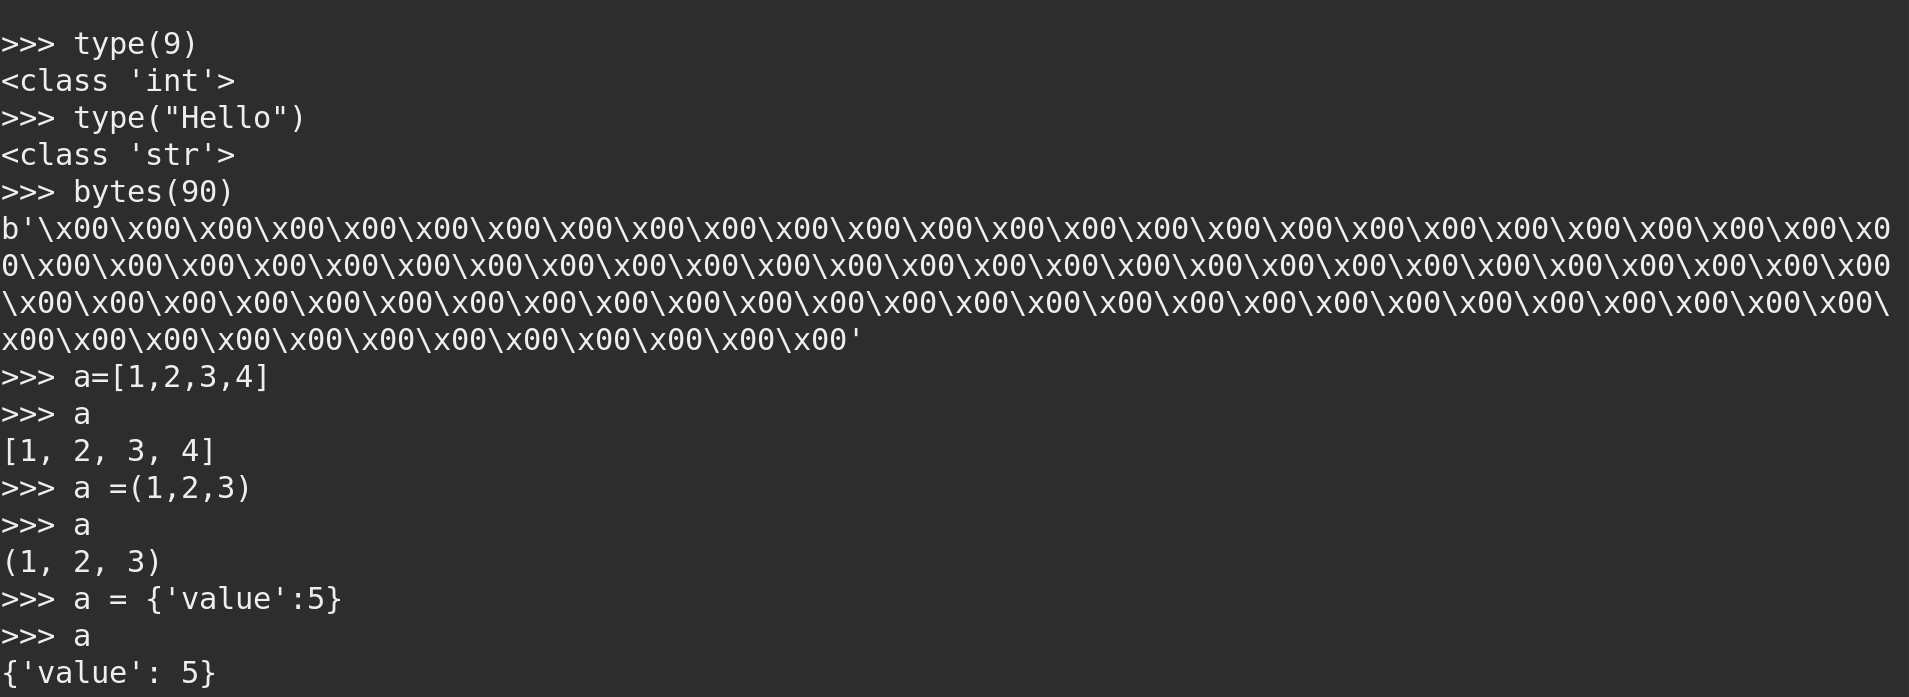 >>> type(9)
<class 'int'>
>>> type("Hello")
<class 'str'>
>>> bytes(90)
b'\x00\x00\x00\x00\x00\x00\x00\x00\x00\x00\x00\x00\x00\x00\x00\x00\x00\x00\x00\x00\x00\x00\x00\x00\x00\x0
0\x00\x00\x00\x00\x00\x00\x00\x00\x00\x00\x00\x00\x00\x00\x00\x00\x00\x00\x00\x00\x00\x00\x00\x00\x00\x00
\x00\x00\x00\x00\x00\x00\x00\x00\x00\x00\x00\x00\x00\x00\x00\x00\x00\x00\x00\x00\x00\x00\x00\x00\x00\x00\
x00\x00\x00\x00\x00\x00\x00\x00\x00\x00\x00\x00'
>>> a=[1,2,3,4]
>>> a
[1, 2, 3, 4]
>>> a =(1,2,3)
>>> a
(1, 2, 3)
>>> a = {'value':5}
>>> a
{'value': 5}